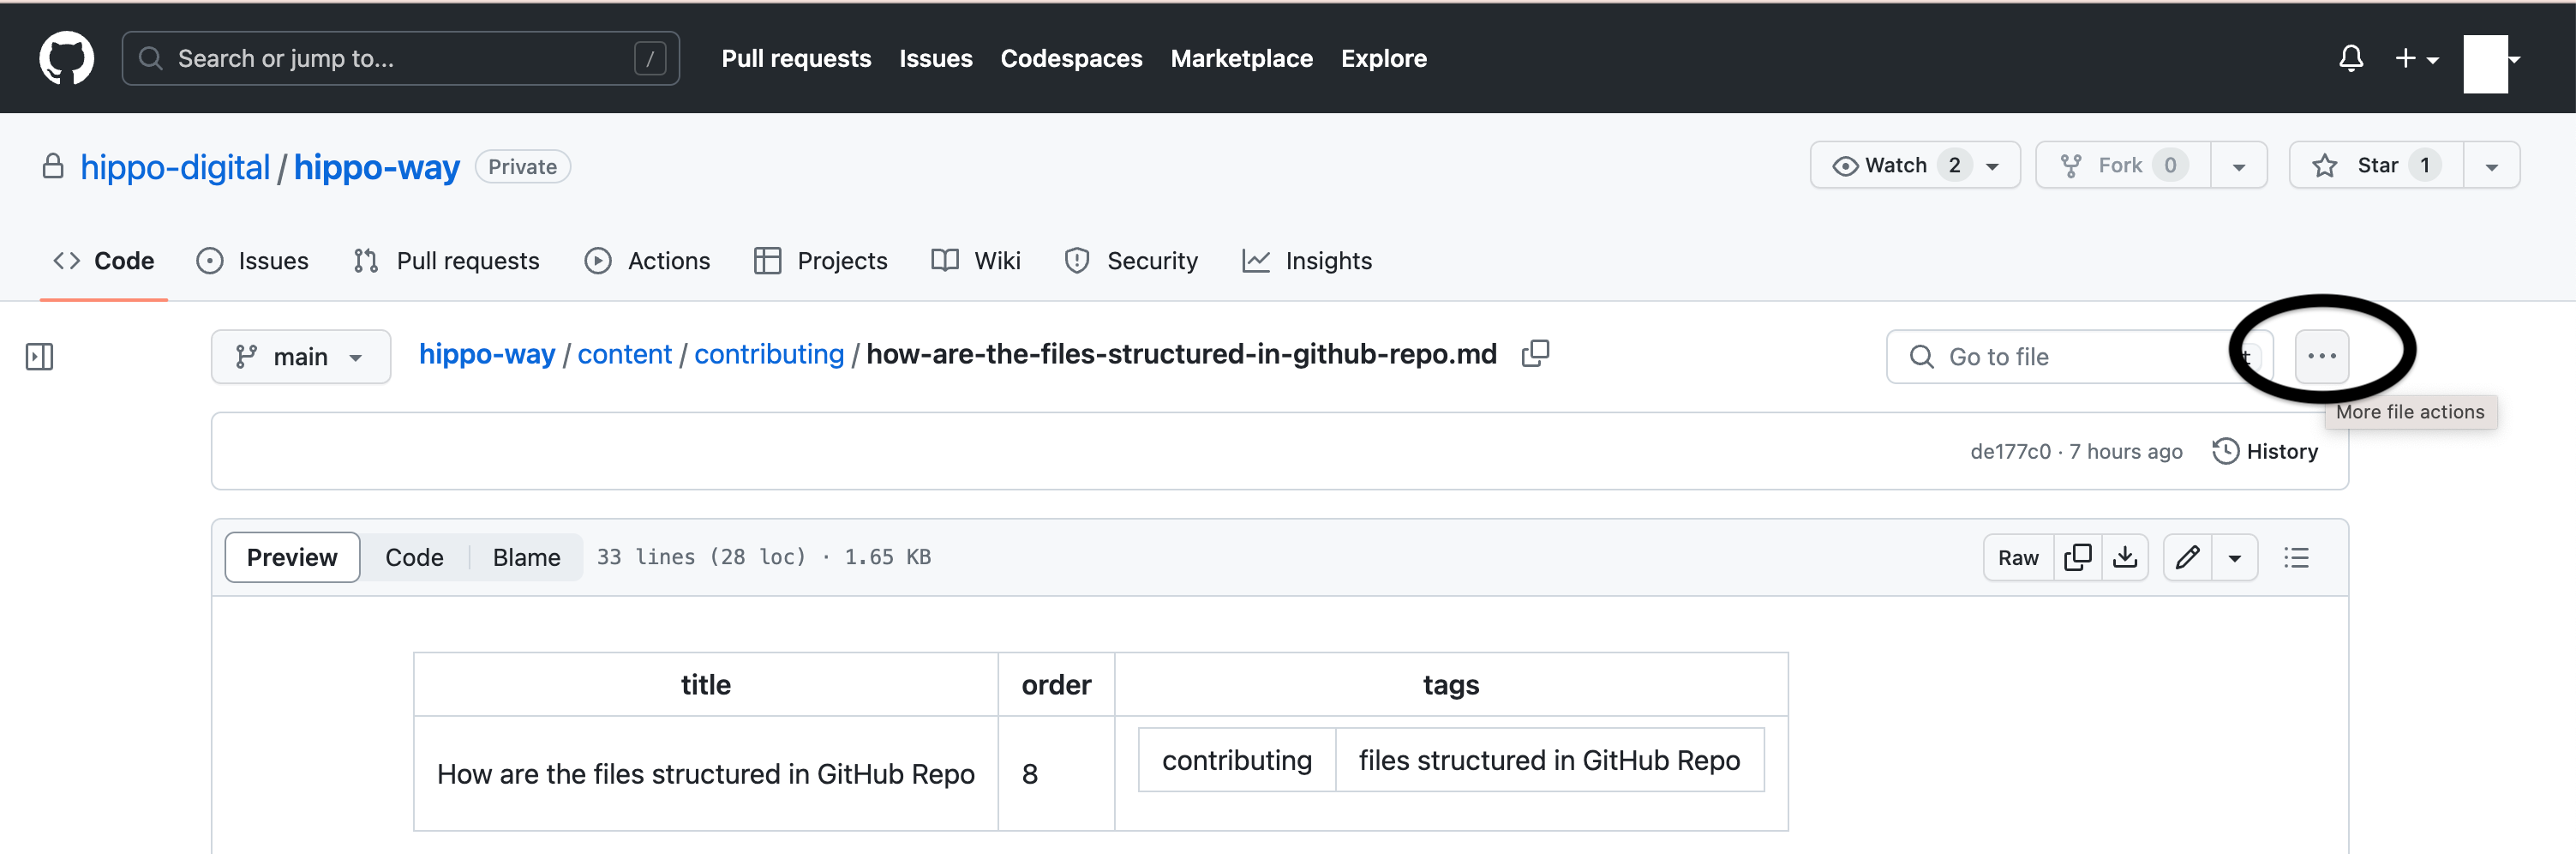 Search or jump to... / Pull requests Issues Codespaces Marketplace Explore
hippo-digital / hippo-way Private Watch 2 Fork 0 Star 1
Code Issues Pull requests Actions Projects Wiki Security Insights
main hippo-way / content / contributing / how-are-the-files-structured-in-github-repo.md Go to file t ...
More file actions
de177c0 · 7 hours ago History
Preview Code Blame 33 lines (28 loc) · 1.65 KB Raw
title order tags
How are the files structured in GitHub Repo 8 contributing files structured in GitHub Repo